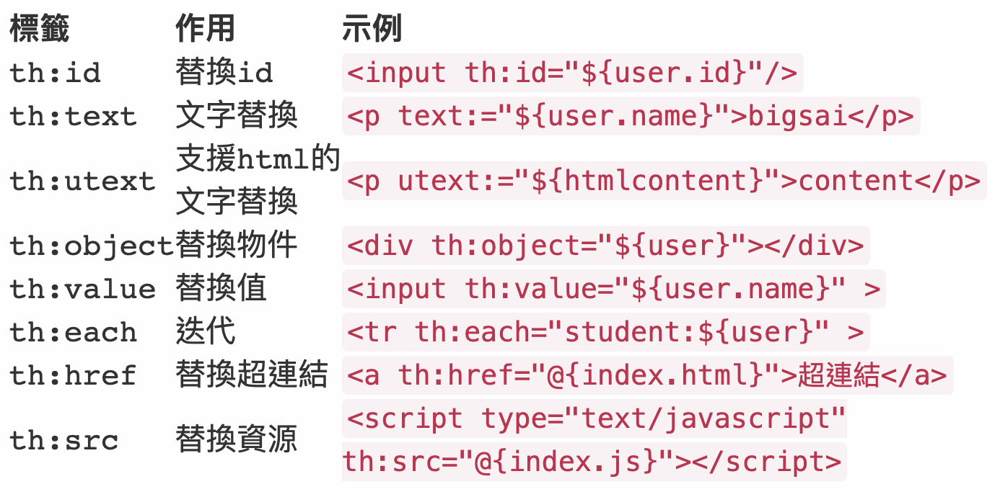 標籤 作用 示例
th:id 替換id <input th:id="${user.id}"/>
th:text 文字替換 <p text:="${user.name}">bigsai</p>
th:utext 支援html的 <p utext:="${htmlcontent}">content</p>
文字替換
th:object 替換物件 <div th:object="${user}"></div>
th:value 替換值 <input th:value="${user.name}" >
th:each 迭代 <tr th:each="student:${user}" >
th:href 替換超連結 <a th:href="@{index.html}">超連結</a>
th:src 替換資源 <script type="text/javascript"
th:src="@{index.js}"></script>